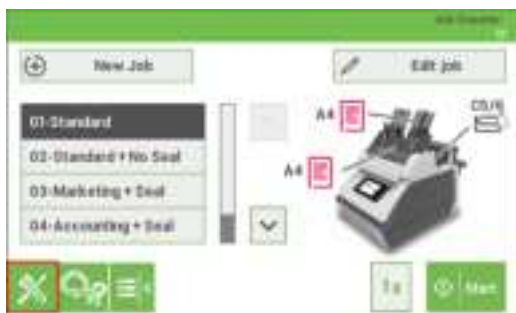 New Job
Edit job
01-Standard
02-Standard + No Seal
03-Marketing + Seal
04-Accounting + Seal
A4
A4
C5/6
Start